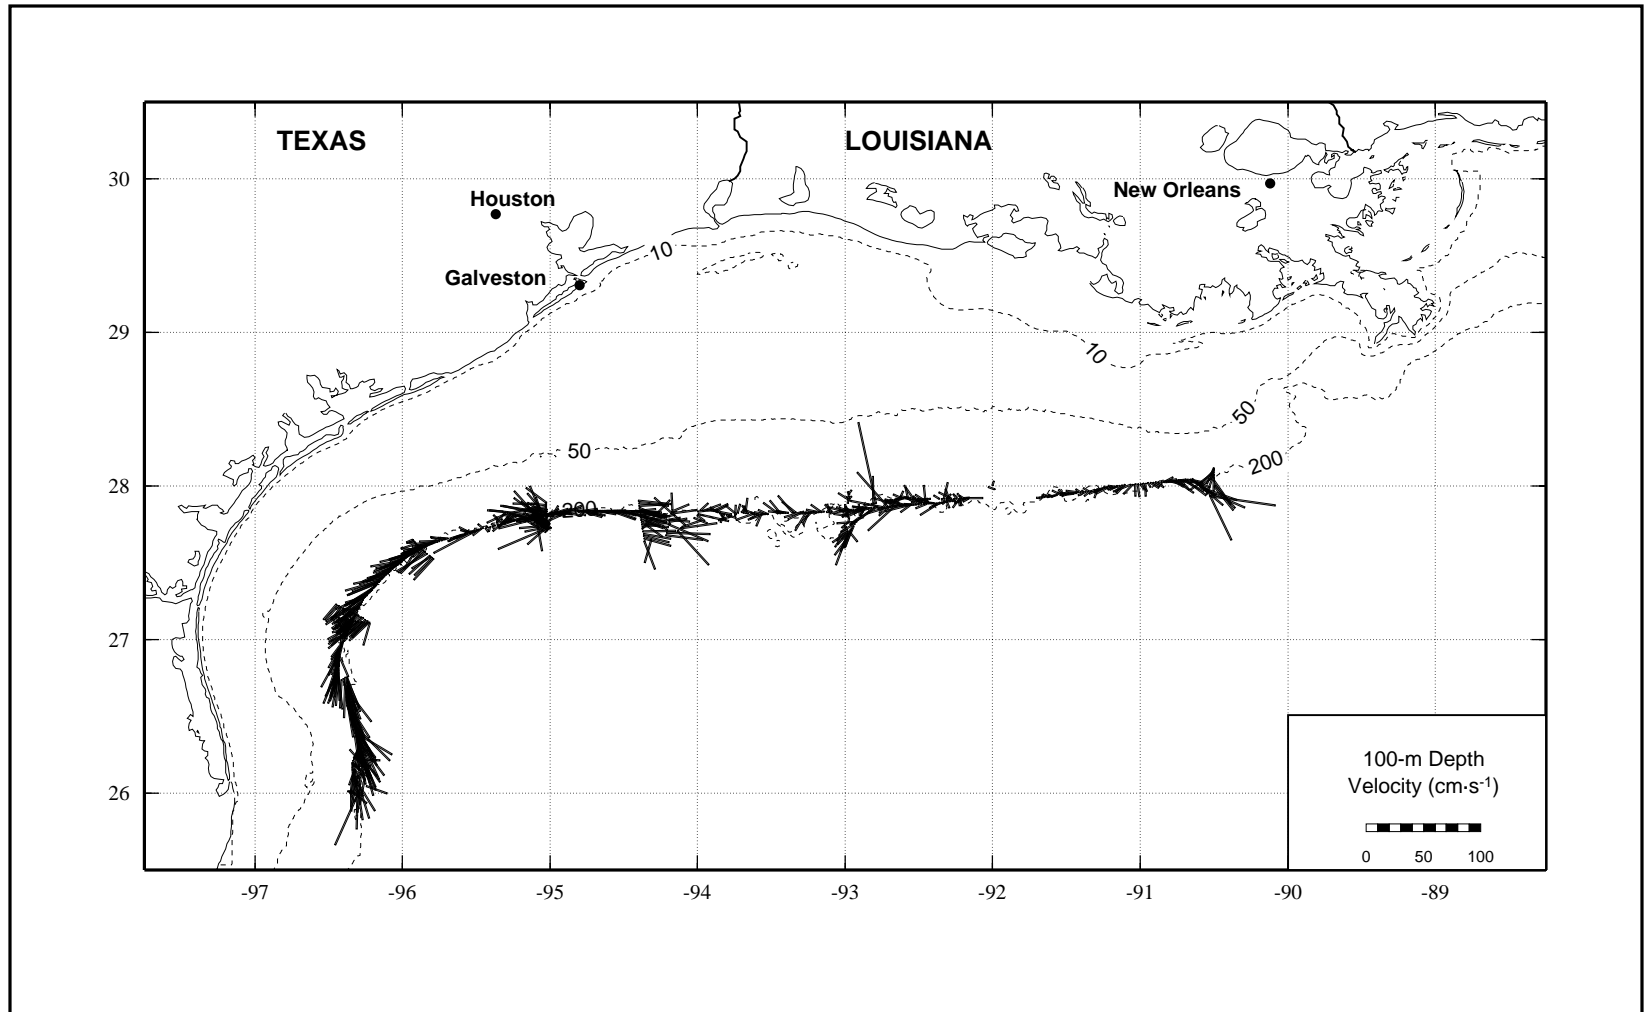 TEXAS
LOUISIANA
30
New Orleans
Houston
10
Galveston
29
10
50
50
200
28
200
27
100-m Depth
Velocity (cm·s-1)
26
0 50 100
-97 -96 -95 -94 -93 -92 -91 -90 -89